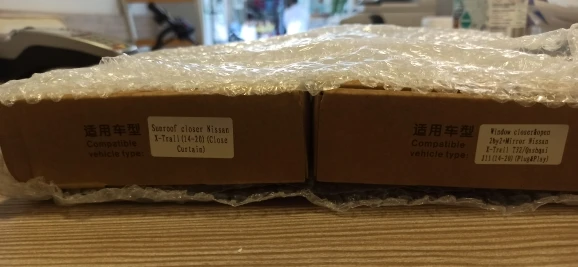 适用车型
Compatible
vehicle type:
Sunroof closer Nissan
X-Trail(14-20)(Close
Curtain)
适用车型
Compatible
vehicle type:
Window closer&open
2by2+Mirror Nissan
X-Trail T32/Qashqai
J11(14-20)(Plug&Play)